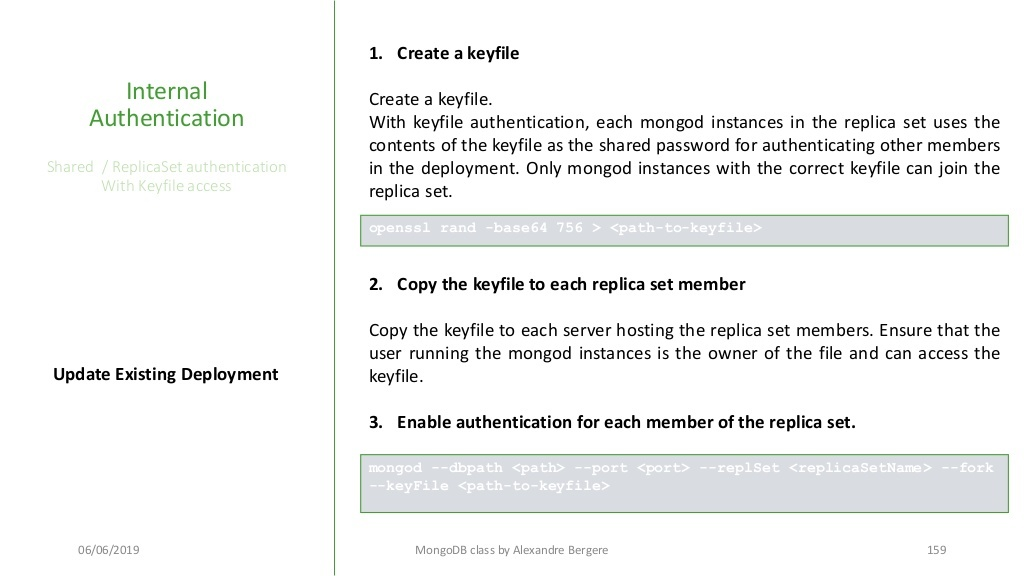 Internal
Authentication
Shared / ReplicaSet authentication
With Keyfile access
Update Existing Deployment
1. Create a keyfile
Create a keyfile.
With keyfile authentication, each mongod instances in the replica set uses the
contents of the keyfile as the shared password for authenticating other members
in the deployment. Only mongod instances with the correct keyfile can join the
replica set.
openssl rand -base64 756 > <path-to-keyfile>
2. Copy the keyfile to each replica set member
Copy the keyfile to each server hosting the replica set members. Ensure that the
user running the mongod instances is the owner of the file and can access the
keyfile.
3. Enable authentication for each member of the replica set.
mongod --dbpath <path> --port <port> --replSet <replicaSetName> --fork
--keyFile <path-to-keyfile>
06/06/2019
MongoDB class by Alexandre Bergere
159